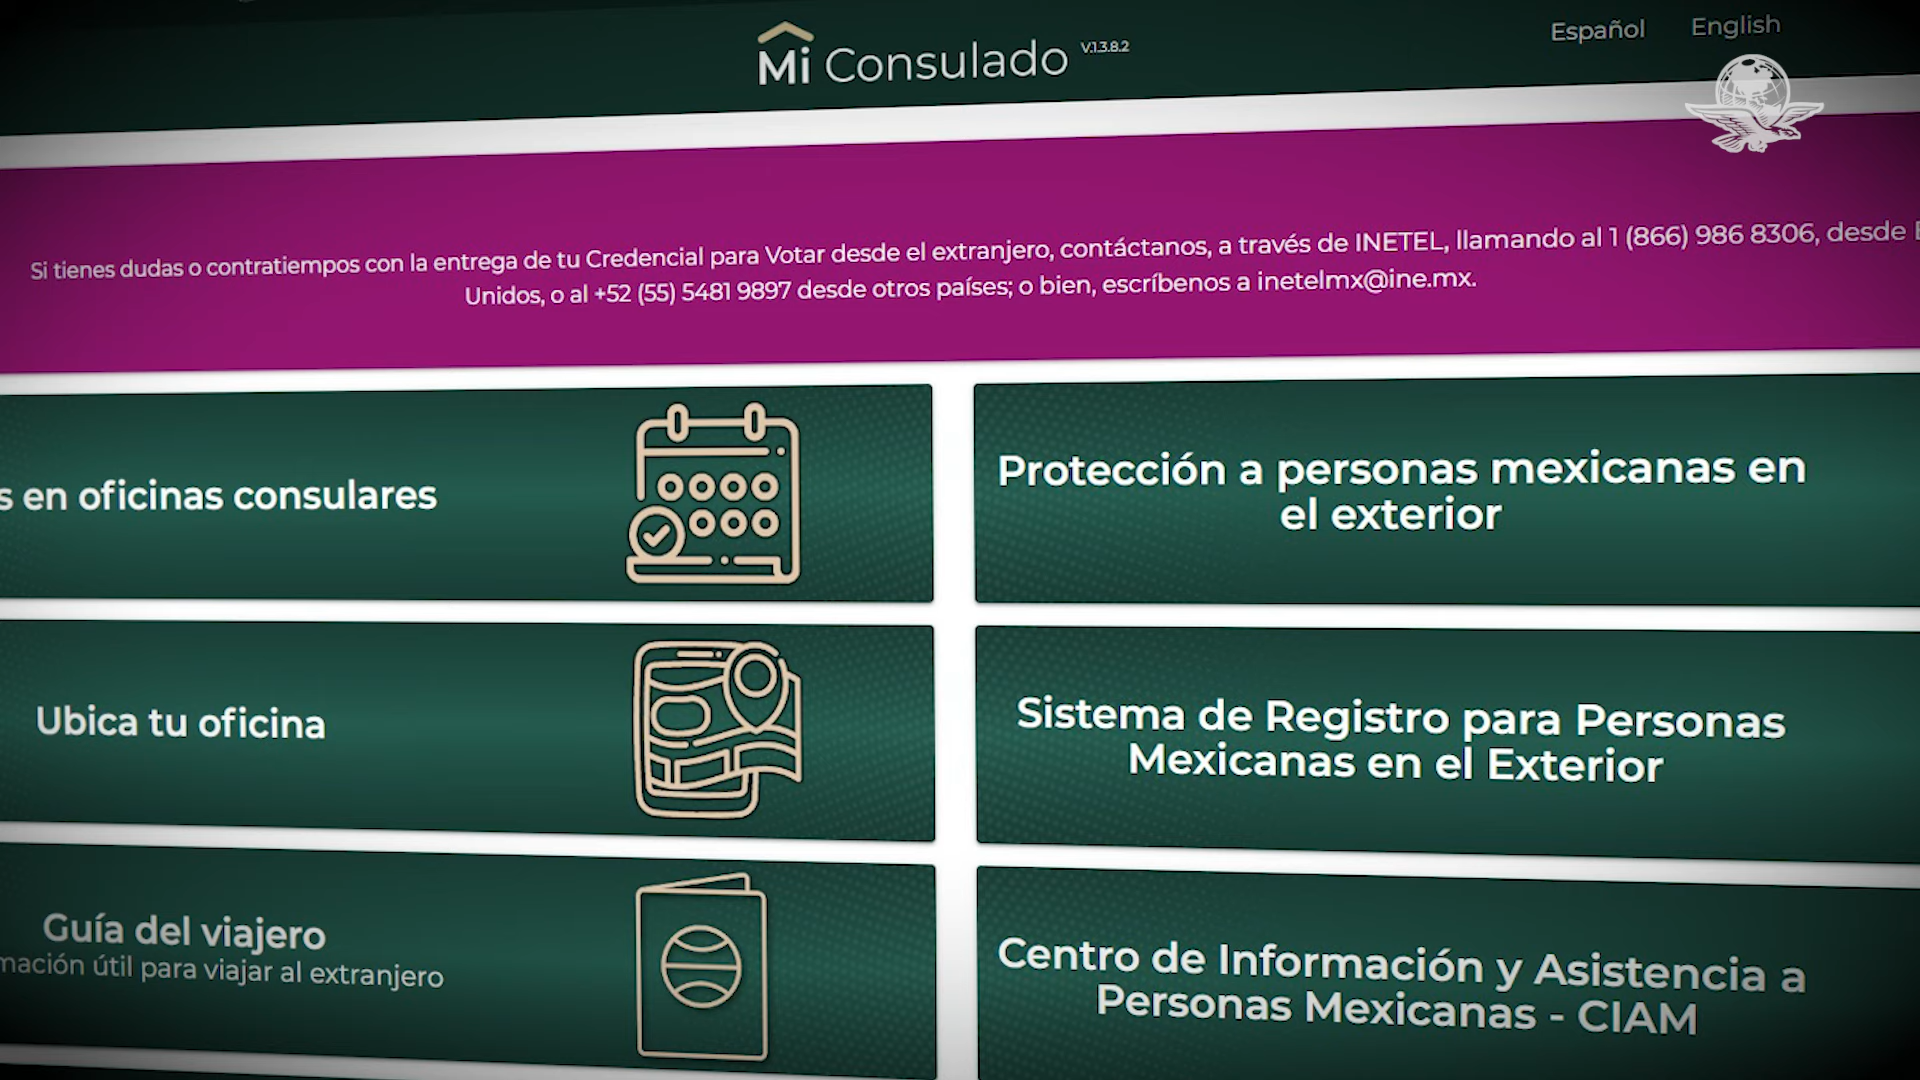 Mi Consulado V.1.3.8.2
Español
English
Si tienes dudas o contratiempos con la entrega de tu Credencial para Votar desde el extranjero, contáctanos, a través de INETEL, llamando al 1 (866) 986 8306, desde
Unidos, o al +52 (55) 5481 9897 desde otros países; o bien, escríbenos a inetelmx@ine.mx.
en oficinas consulares
Protección a personas mexicanas en
el exterior
Ubica tu oficina
Sistema de Registro para Personas
Mexicanas en el Exterior
Guía del viajero
mación útil para viajar al extranjero
Centro de Información y Asistencia a
Personas Mexicanas - CIAM